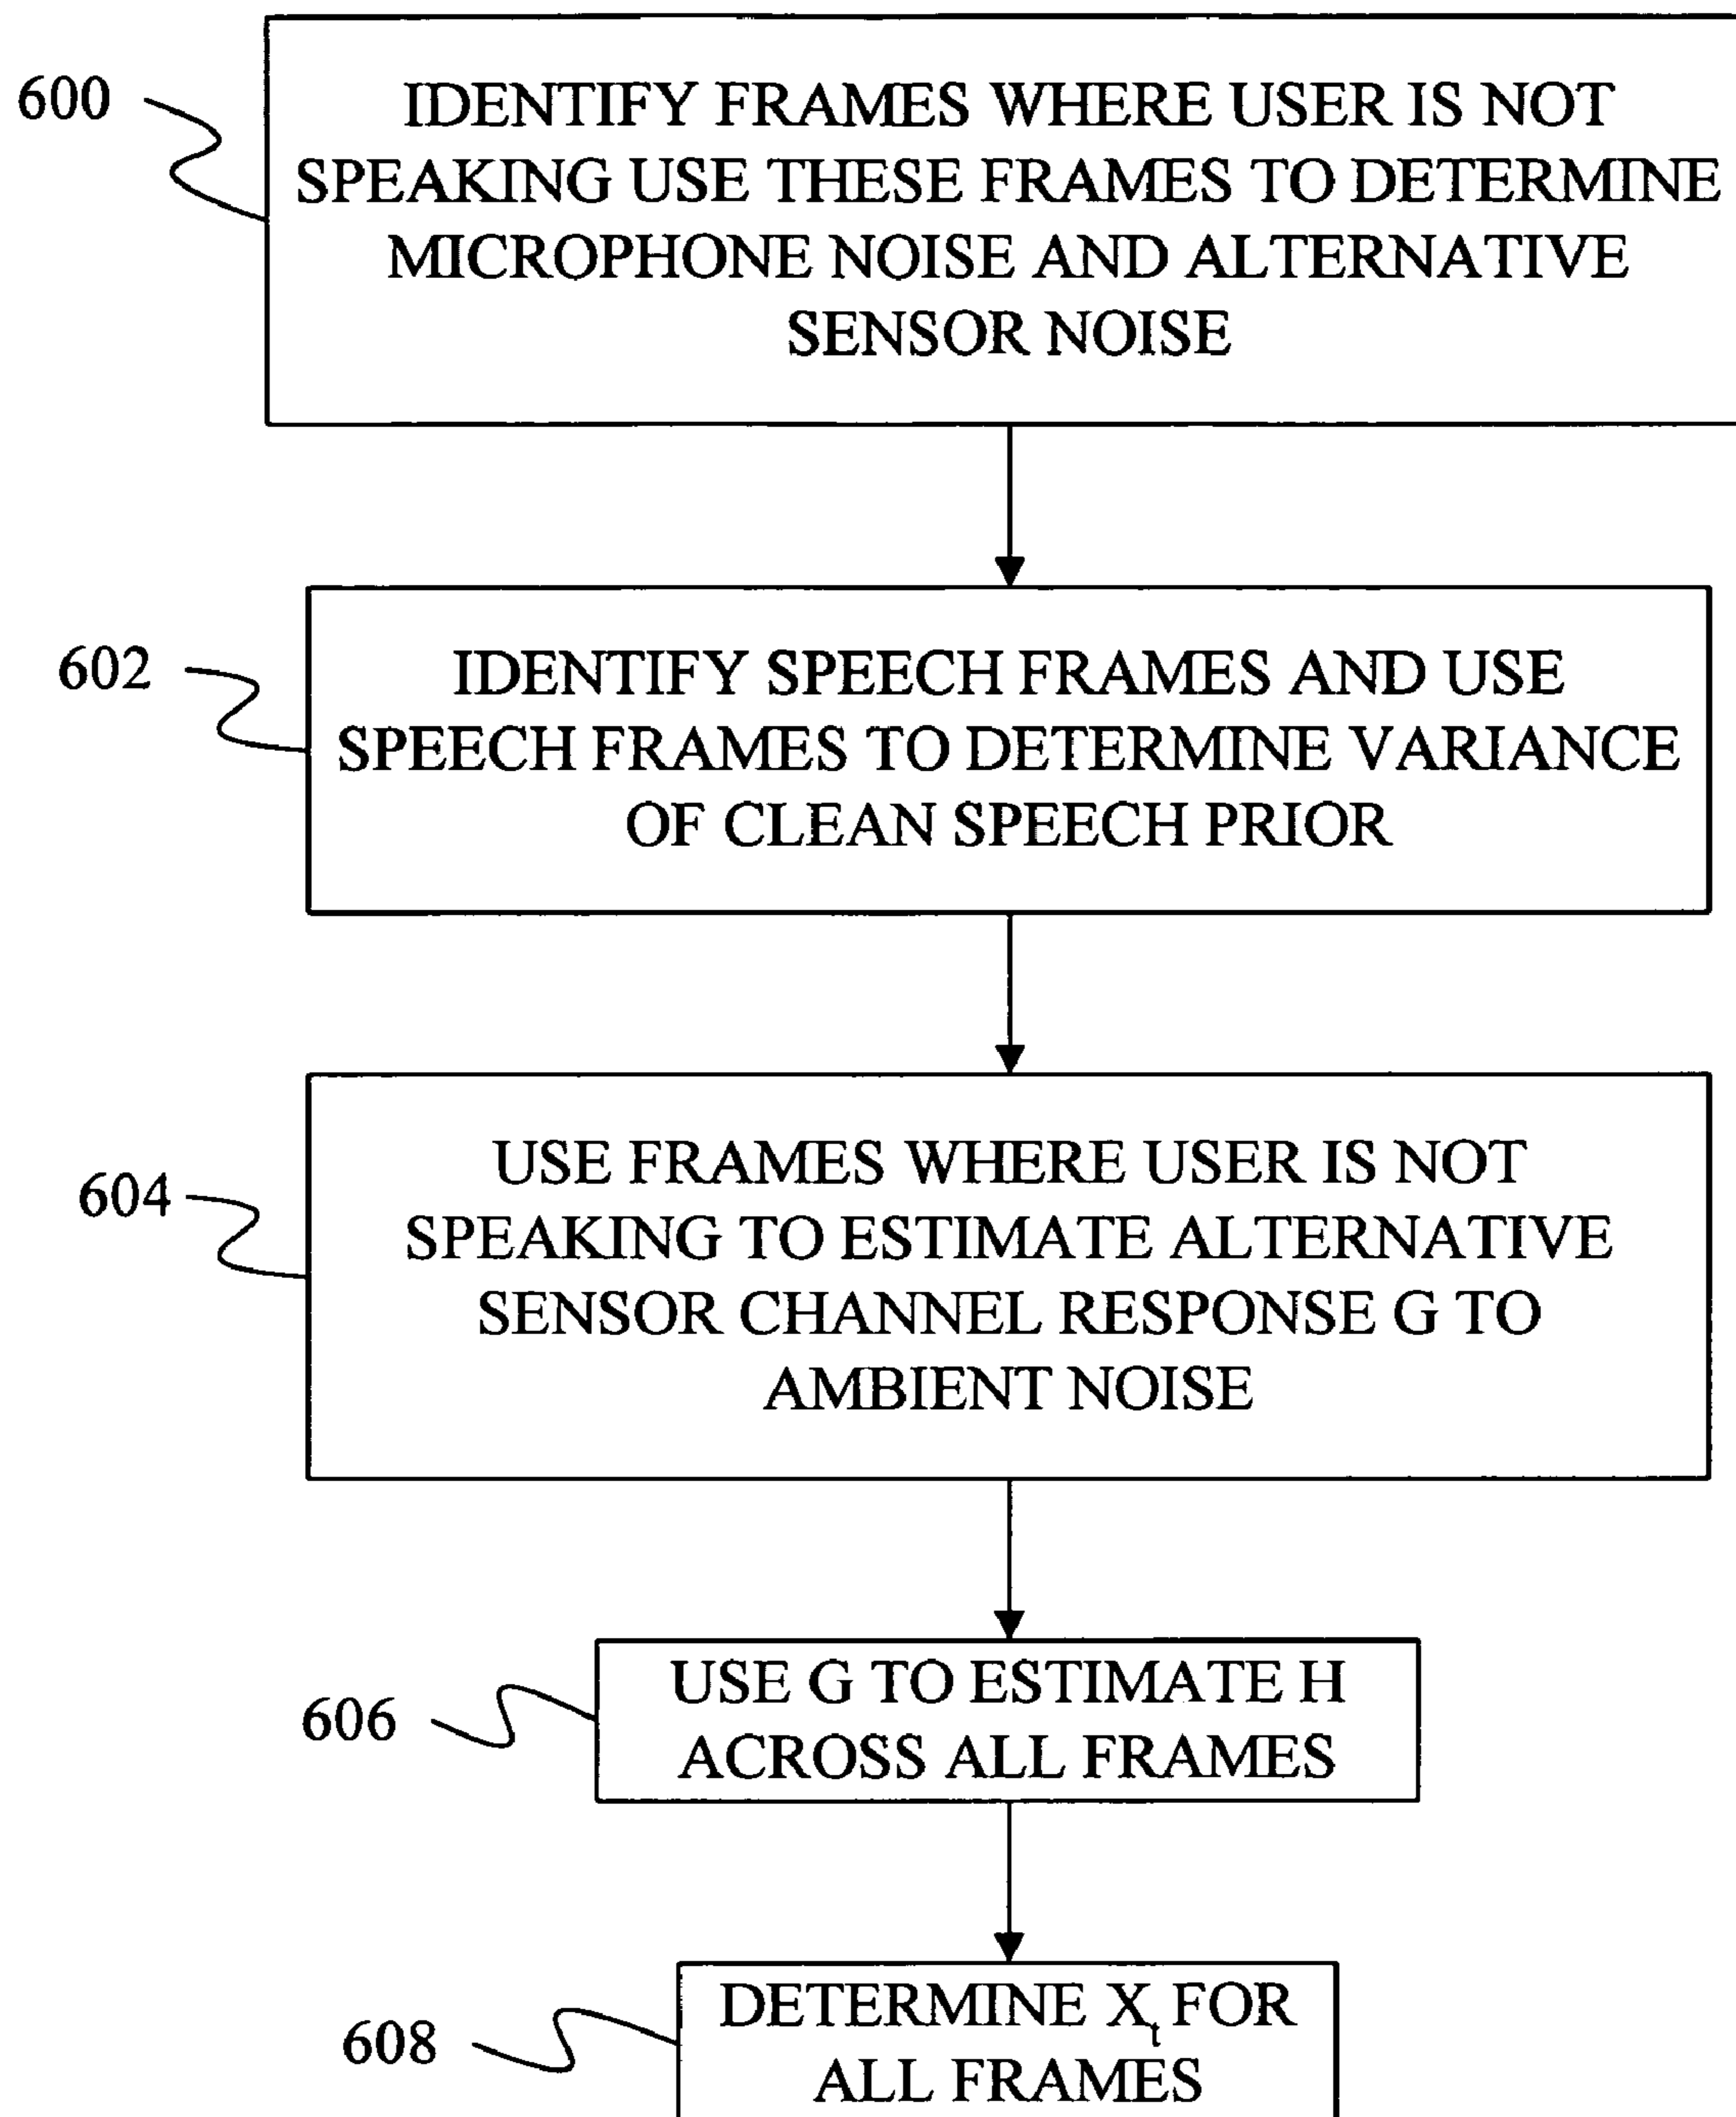 600
IDENTIFY FRAMES WHERE USER IS NOT
SPEAKING USE THESE FRAMES TO DETERMINE
MICROPHONE NOISE AND ALTERNATIVE
SENSOR NOISE
602
IDENTIFY SPEECH FRAMES AND USE
SPEECH FRAMES TO DETERMINE VARIANCE
OF CLEAN SPEECH PRIOR
604
USE FRAMES WHERE USER IS NOT
SPEAKING TO ESTIMATE ALTERNATIVE
SENSOR CHANNEL RESPONSE G TO
AMBIENT NOISE
606
USE G TO ESTIMATE H
ACROSS ALL FRAMES
608
DETERMINE Xt FOR
ALL FRAMES